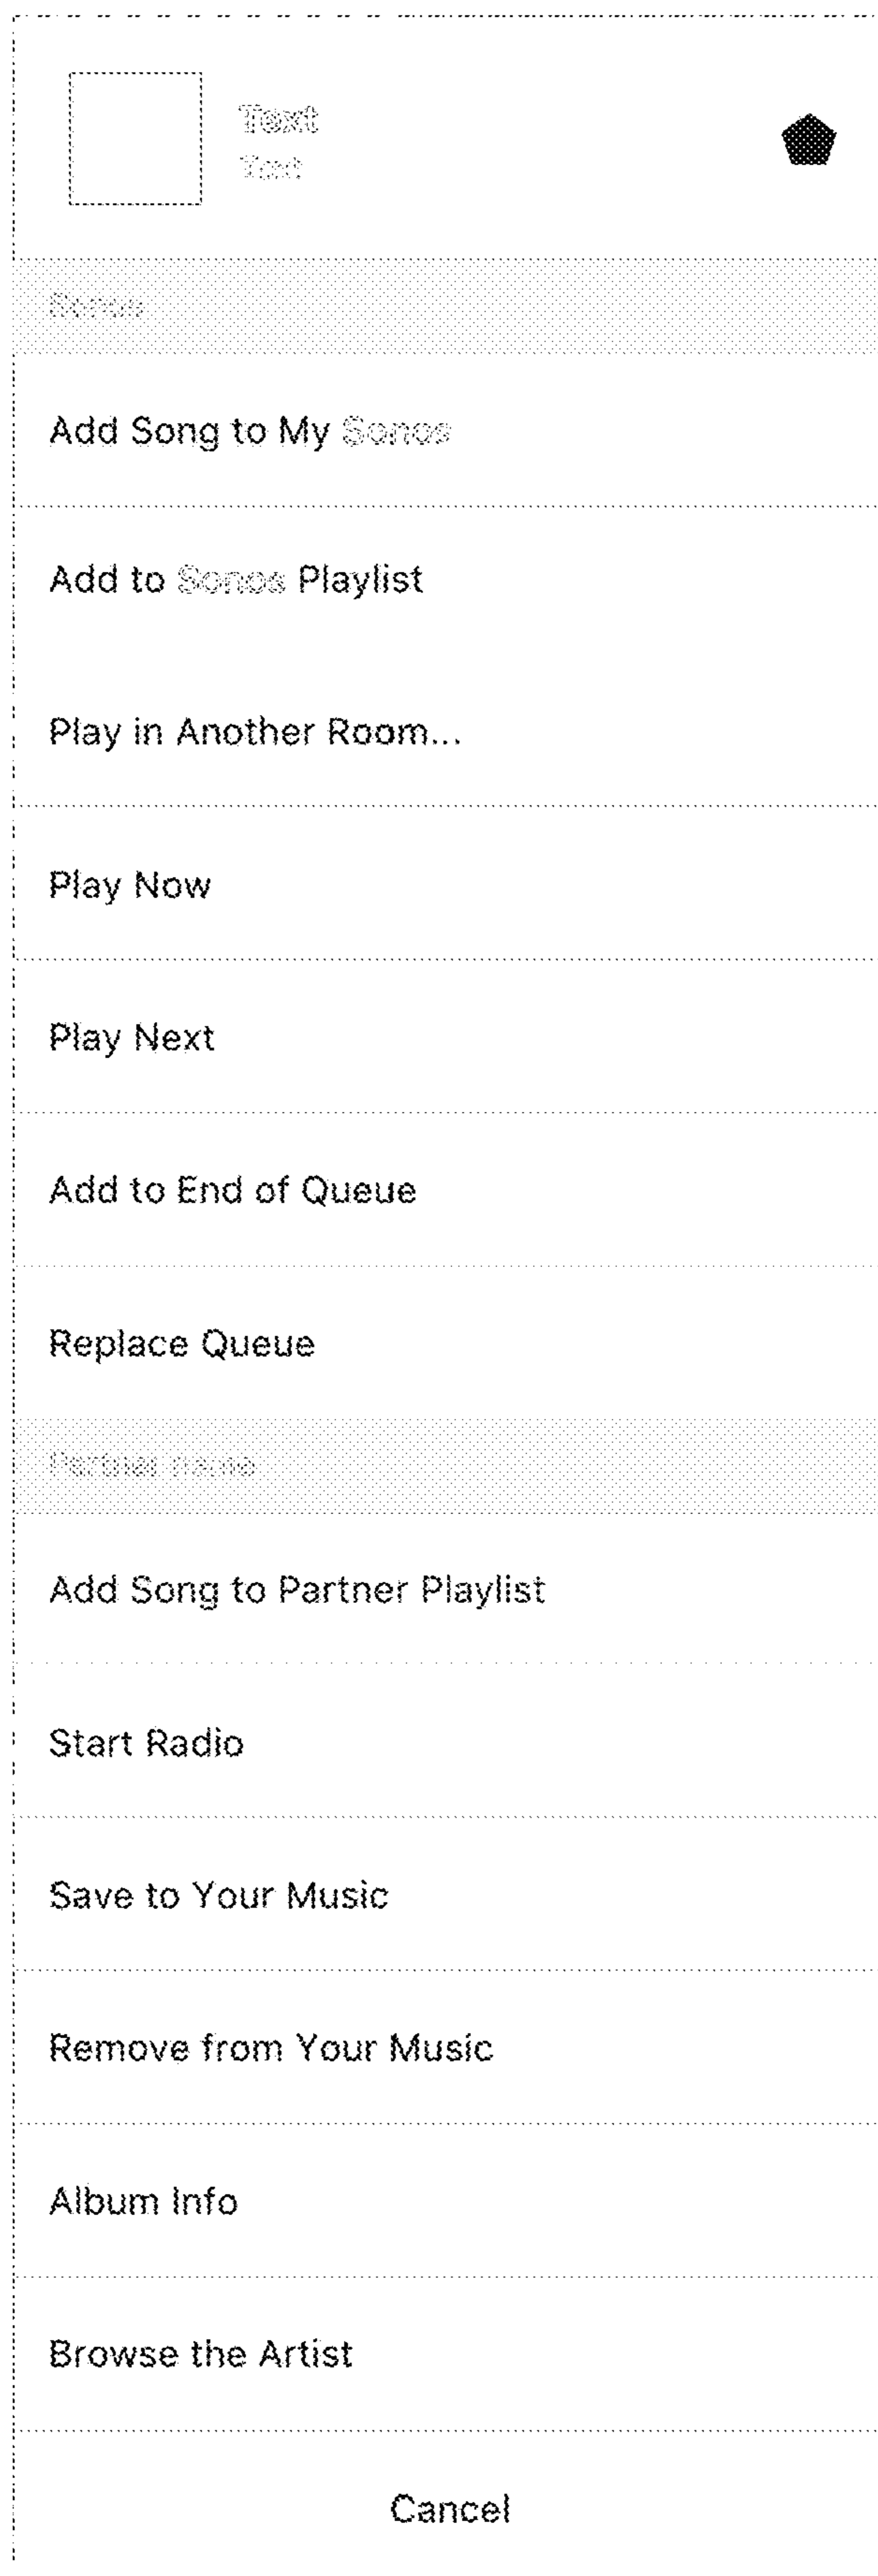 Text
Text
Sonos
Add Song to My Sonos
Add to Sonos Playlist
Play in Another Room...
Play Now
Play Next
Add to End of Queue
Replace Queue
Partner name
Add Song to Partner Playlist
Start Radio
Save to Your Music
Remove from Your Music
Album Info
Browse the Artist
Cancel